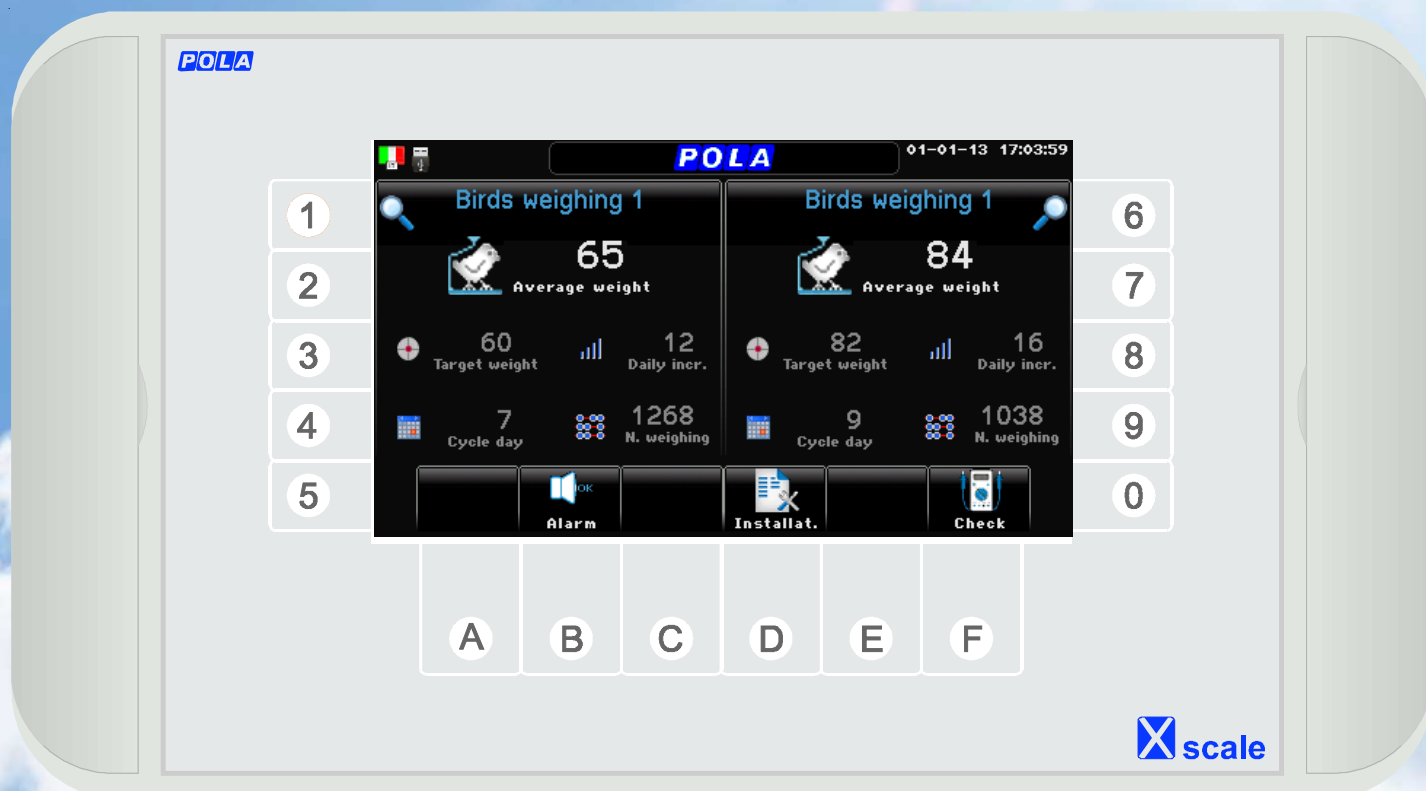 POLA
POLA
01-01-13 17:03:59
1
2
3
4
5
Birds weighing 1
65
Average weight
60
Target weight
12
Daily incr.
7
Cycle day
1268
N. weighing
Birds weighing 1
84
Average weight
82
Target weight
16
Daily incr.
9
Cycle day
1038
N. weighing
6
7
8
9
0
OK
Alarm
Installat.
Check
A
B
C
D
E
F
X scale